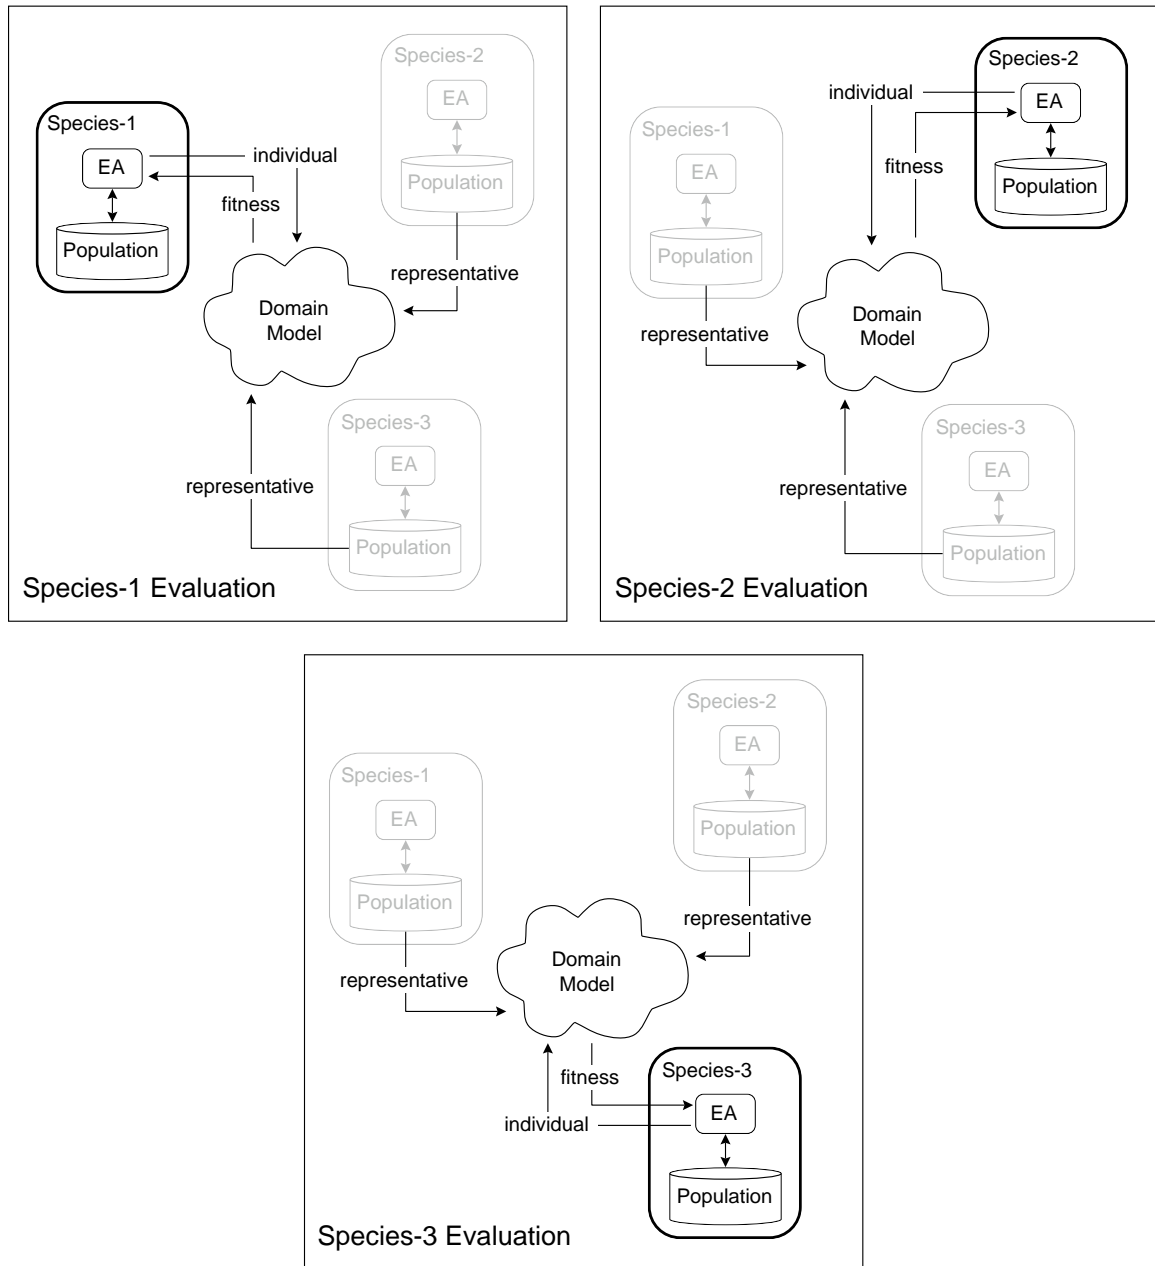 Species-2
EA
Population
Species-1
EA
individual
fitness
Population
representative
Domain
Model
Species-3
EA
representative
Population
Species-1 Evaluation
Species-2
individual
EA
Species-1
fitness
EA
Population
Population
Domain
Model
representative
Species-3
EA
representative
Population
Species-2 Evaluation
Species-2
EA
Species-1
EA
Population
Population
representative
Domain
Model
representative
fitness
Species-3
EA
individual
Population
Species-3 Evaluation